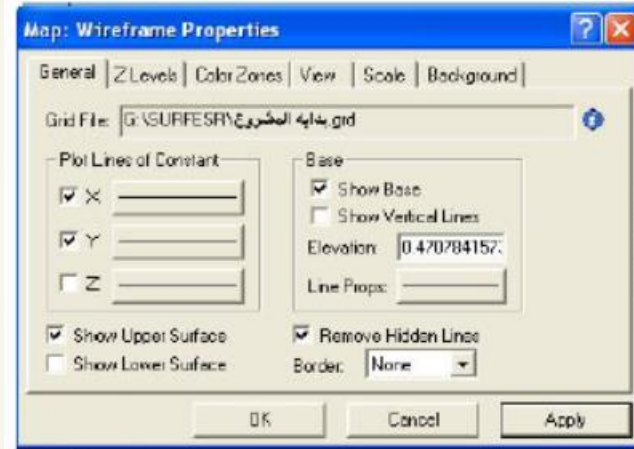 Map: Wireframe Properties
General Z Levels Color Zones View Scale Background
Grid File: G:\SURFESR\بدايه المشروع.grd
Plot Lines of Constant
X
Y
Z
Base
Show Base
Show Vertical Lines
Elevation: 0.4707841573
Line Props:
Show Upper Surface
Show Lower Surface
Remove Hidden Lines
Border: None
OK Cancel Apply